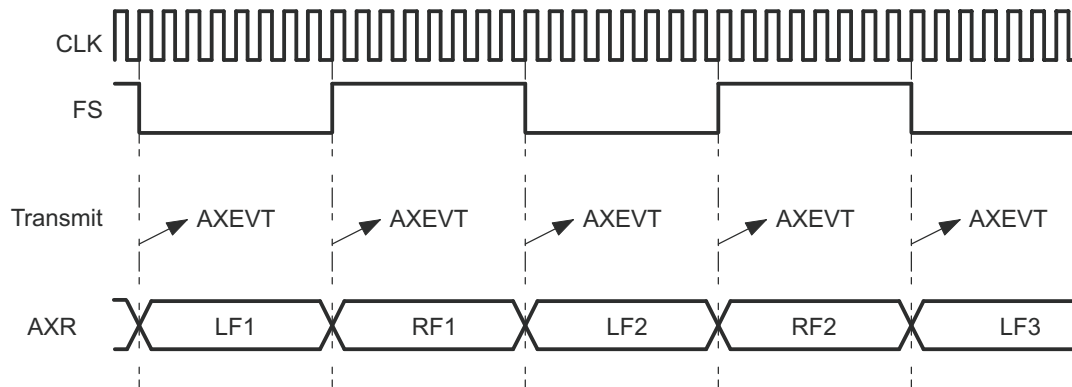 CLK
FS
Transmit AXEVT AXEVT AXEVT AXEVT AXEVT
AXR LF1 RF1 LF2 RF2 LF3